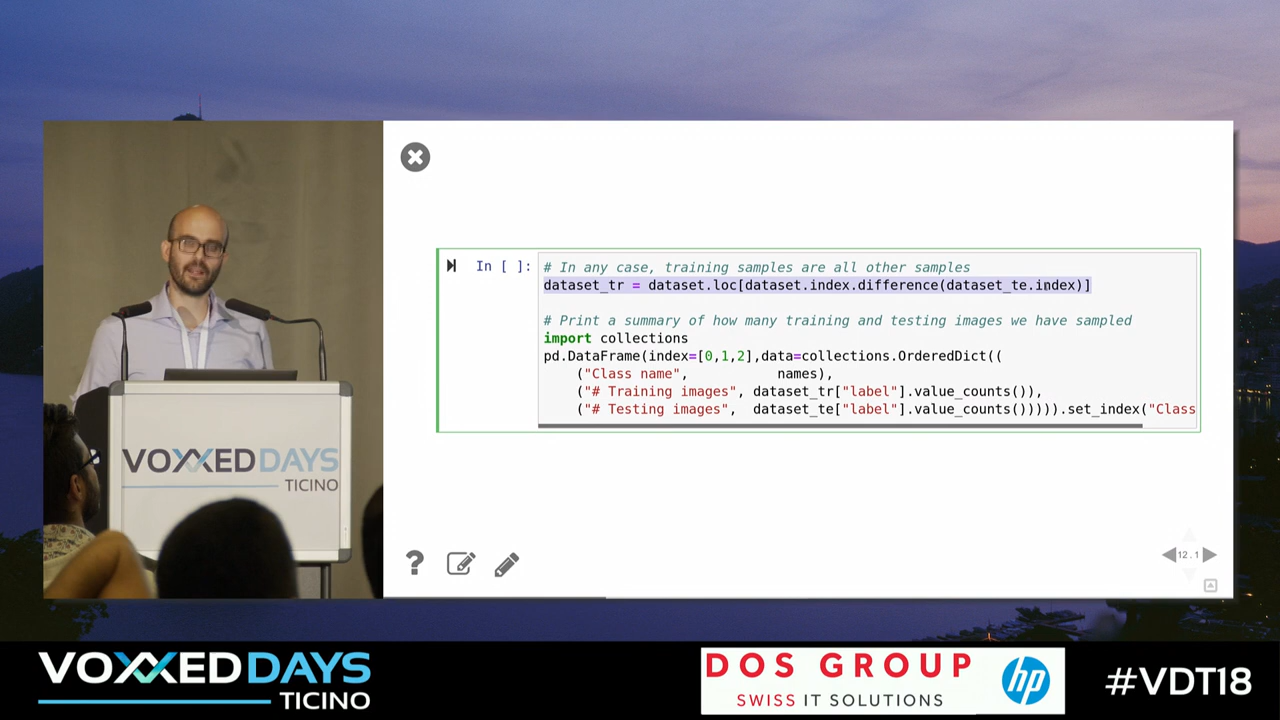 In [ ]:
# In any case, training samples are all other samples
dataset_tr = dataset.loc[dataset.index.difference(dataset_te.index)]
# Print a summary of how many training and testing images we have sampled
import collections
pd.DataFrame(index=[0,1,2],data=collections.OrderedDict((
("Class name", names),
("# Training images", dataset_tr["label"].value_counts()),
("# Testing images", dataset_te["label"].value_counts())))).set_index("Class
VOXXED DAYS
TICINO
?
12.1
VOXXED DAYS
TICINO
DOS GROUP
SWISS IT SOLUTIONS
hp
#VDT18